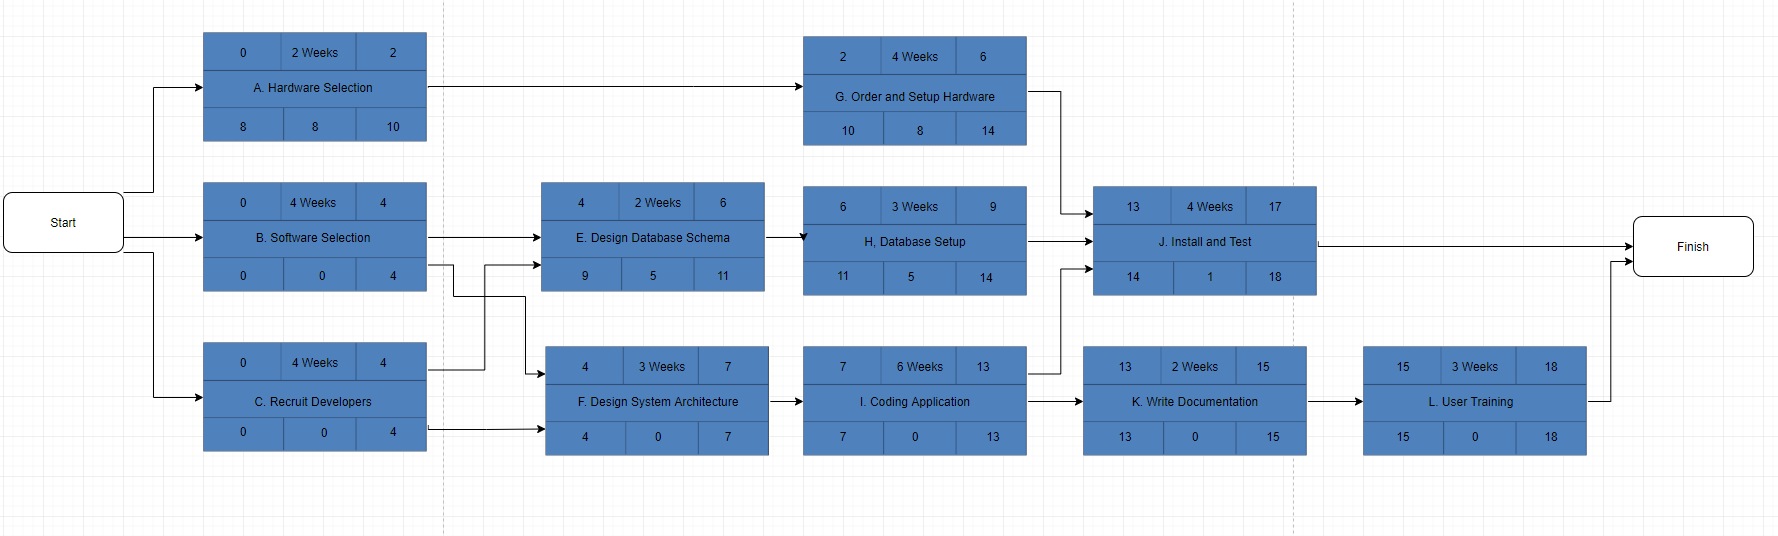 Start
0 2 Weeks 2
A. Hardware Selection
8 8 10
0 4 Weeks 4
B. Software Selection
0 0 4
0 4 Weeks 4
C. Recruit Developers
0 0 4
4 2 Weeks 6
E. Design Database Schema
9 5 11
4 3 Weeks 7
F. Design System Architecture
4 0 7
2 4 Weeks 6
G. Order and Setup Hardware
10 8 14
6 3 Weeks 9
H, Database Setup
11 5 14
7 6 Weeks 13
I. Coding Application
7 0 13
13 4 Weeks 17
J. Install and Test
14 1 18
13 2 Weeks 15
K. Write Documentation
13 0 15
15 3 Weeks 18
L. User Training
15 0 18
Finish